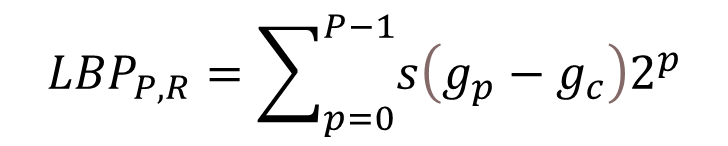 LBP_{P,R} = \sum_{p=0}^{P-1} s(g_p - g_c)2^p